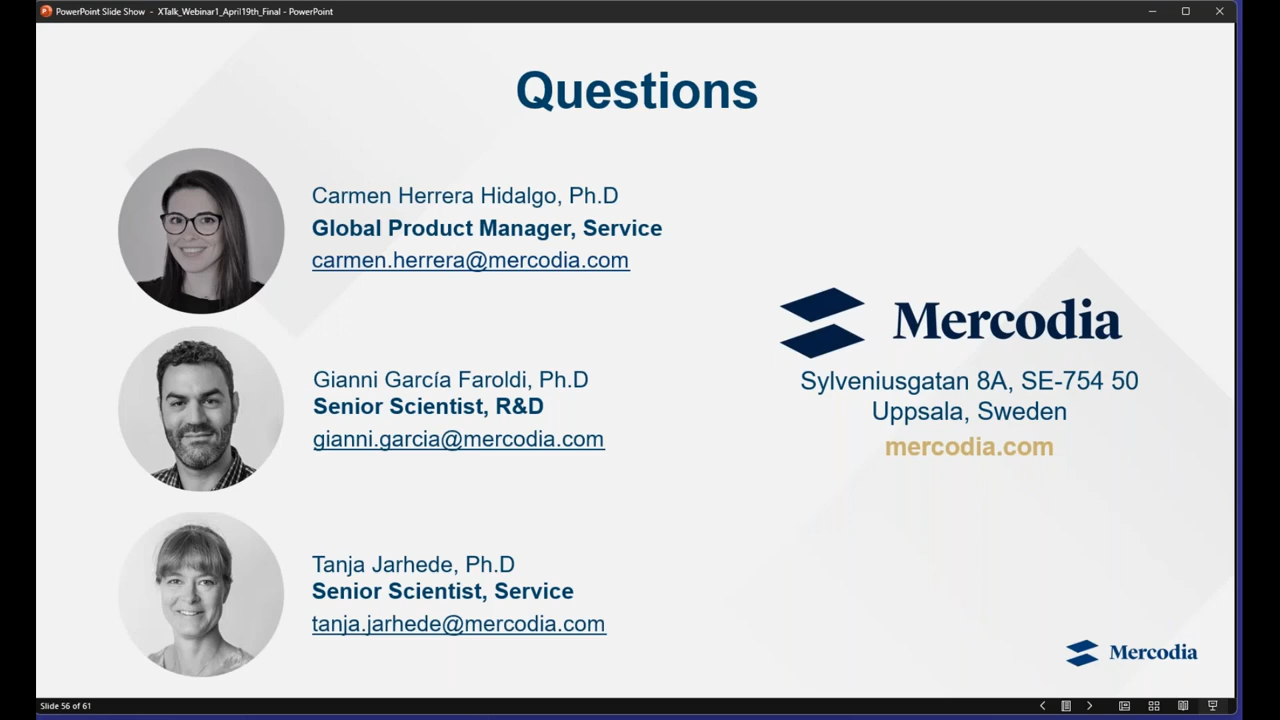 PowerPoint Slide Show - XTalk_Webinar1_April19th_Final - PowerPoint
Questions
Carmen Herrera Hidalgo, Ph.D
Global Product Manager, Service
carmen.herrera@mercodia.com
Gianni García Faroldi, Ph.D
Senior Scientist, R&D
gianni.garcia@mercodia.com
Tanja Jarhede, Ph.D
Senior Scientist, Service
tanja.jarhede@mercodia.com
Mercodia
Sylveniusgatan 8A, SE-754 50
Uppsala, Sweden
mercodia.com
Mercodia
Slide 56 of 61